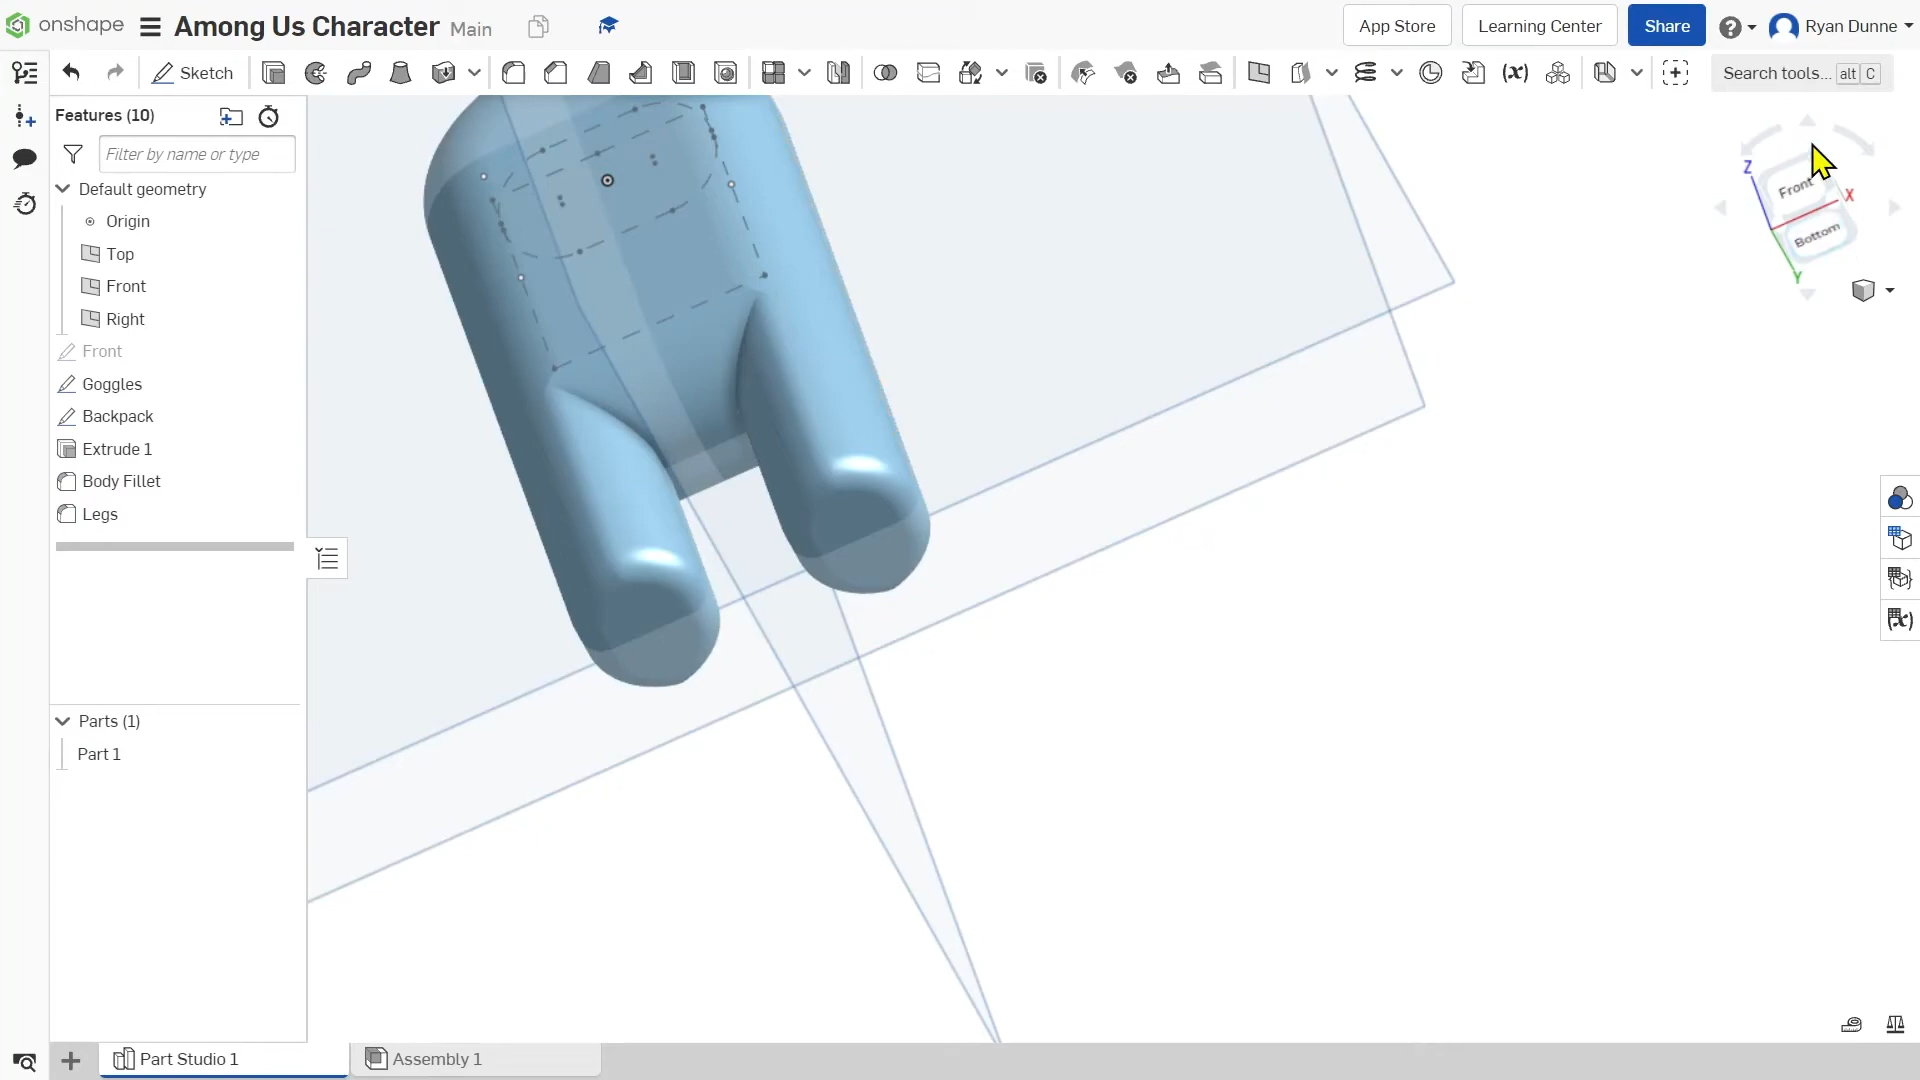 onshape Among Us Character Main App Store Learning Center Share Ryan Dunne
Sketch Search tools... alt C
Features (10)
Filter by name or type
Default geometry
Origin
Top
Front
Right
Front
Goggles
Backpack
Extrude 1
Body Fillet
Legs
Parts (1)
Part 1
Z
Front
X
Bottom
Y
Part Studio 1 Assembly 1